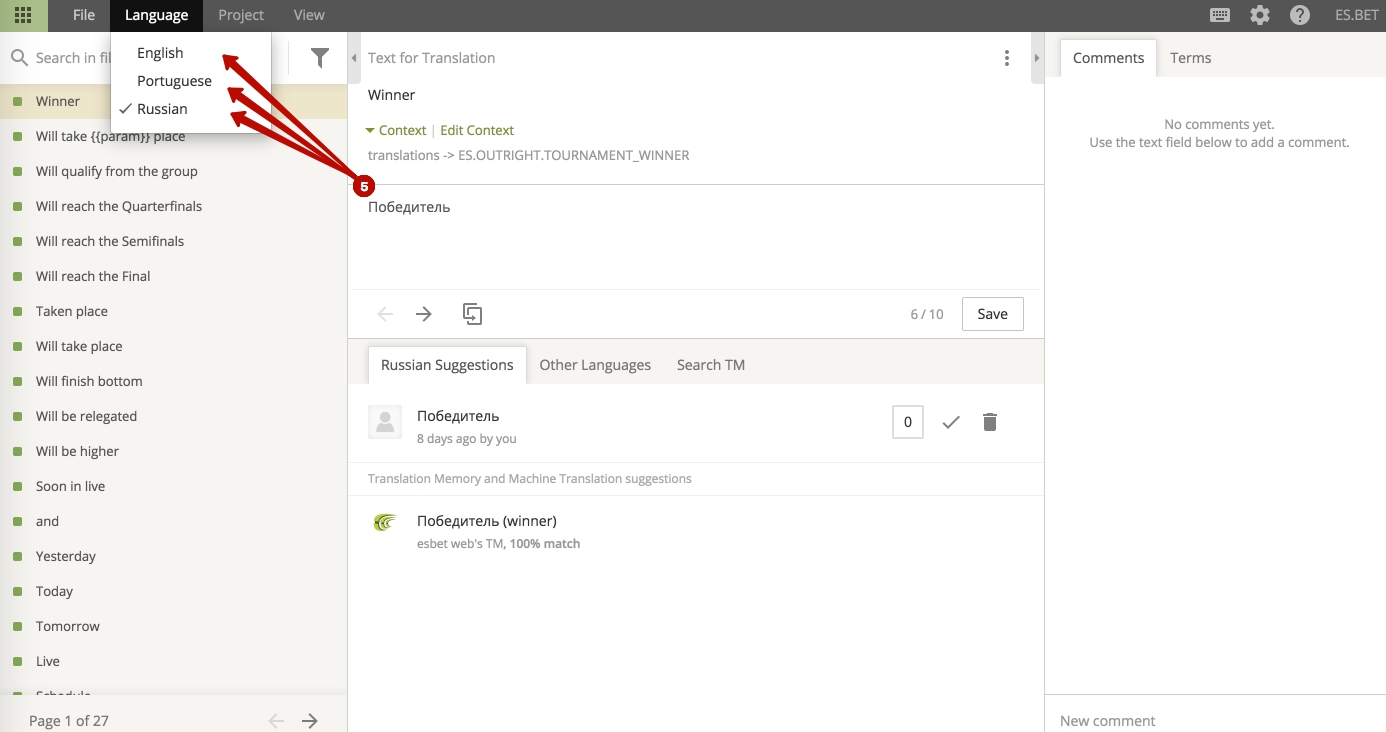 File Language Project View ES.BET
English
Portuguese
Russian
Search in fil
Winner
Will take {{param}} place
Will qualify from the group
Will reach the Quarterfinals
Will reach the Semifinals
Will reach the Final
Taken place
Will take place
Will finish bottom
Will be relegated
Will be higher
Soon in live
and
Yesterday
Today
Tomorrow
Live
Schedule
Page 1 of 27
Text for Translation
Winner
Context | Edit Context
translations -> ES.OUTRIGHT.TOURNAMENT_WINNER
5
Победитель
6 / 10 Save
Russian Suggestions Other Languages Search TM
Победитель
8 days ago by you
0
Translation Memory and Machine Translation suggestions
Победитель (winner)
esbet web's TM, 100% match
Comments Terms
No comments yet.
Use the text field below to add a comment.
New comment